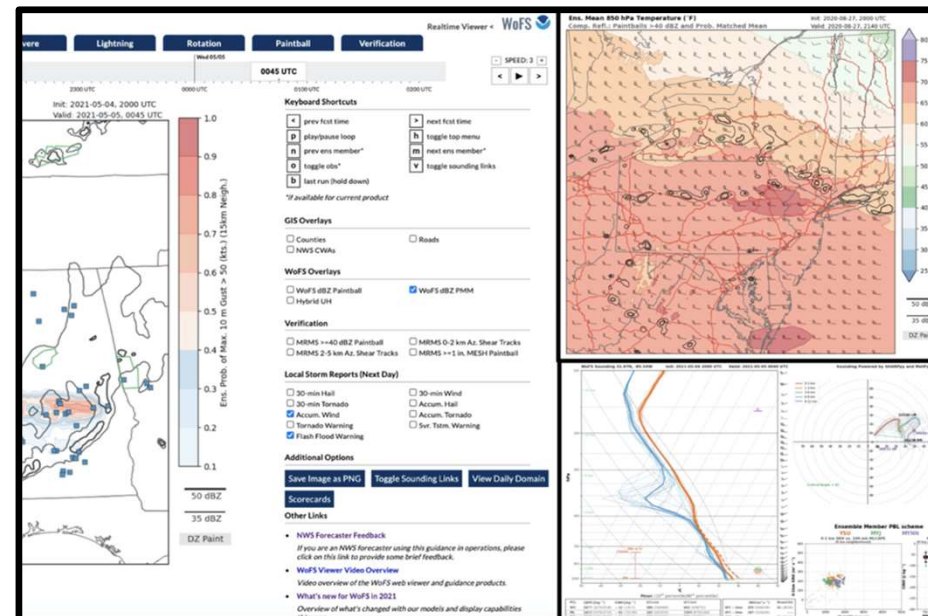 Realtime Viewer < WoFS
vere Lightning Rotation Paintball Verification
Wed 05/05
0045 UTC
- SPEED: 3 +
< ▶ >
2300 UTC 0000 UTC 0100 UTC 0200 UTC
Init: 2021-05-04, 2000 UTC
Valid: 2021-05-05, 0045 UTC
1.0
0.9
0.8
0.7
0.6
0.5
0.4
0.3
0.2
0.1
Ens. Prob. of Max. 10 m Gust > 50 (kts.) (15km Neigh.)
50 dBZ
35 dBZ
DZ Paint
Keyboard Shortcuts
< prev fcst time > next fcst time
p play/pause loop h toggle top menu
n prev ens member* m next ens member*
o toggle obs* v toggle sounding links
b last run (hold down)
*if available for current product
GIS Overlays
Counties Roads
NWS CWAs
WoFS Overlays
WoFS dBZ Paintball WoFS dBZ PMM
Hybrid UH
Verification
MRMS >=40 dBZ Paintball MRMS 0-2 km Az. Shear Tracks
MRMS 2-5 km Az. Shear Tracks MRMS >=1 in. MESH Paintball
Local Storm Reports (Next Day)
30-min Hail 30-min Wind
30-min Tornado Accum. Hail
Accum. Wind Accum. Tornado
Tornado Warning Svr. Tstm. Warning
Flash Flood Warning
Additional Options
Save Image as PNG Toggle Sounding Links View Daily Domain
Scorecards
Other Links
• NWS Forecaster Feedback
If you are an NWS forecaster using this guidance in operations, please
click on this link to provide some brief feedback.
• WoFS Viewer Video Overview
Video overview of the WoFS web viewer and guidance products.
• What's new for WoFS in 2021
Overview of what's changed with our models and display capabilities
Ens. Mean 850 hPa Temperature (°F) Init: 2020-08-27, 2000 UTC
Comp. Refl.: Paintballs >40 dBZ and Prob. Matched Mean Valid: 2020-08-27, 2140 UTC
80
75
70
65
60
55
50
45
40
35
30
25
50 dB
35 dB
DZ Pai
Ensemble Member PBL scheme
YSU MYJ MYNN